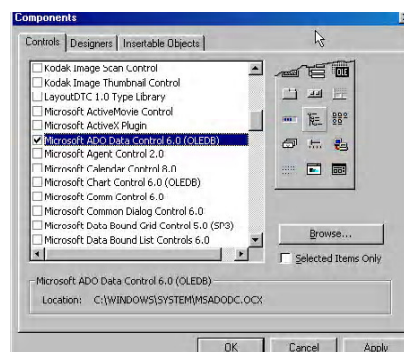 Components
Controls
Designers
Insertable Objects
Kodak Image Scan Control
Kodak Image Thumbnail Control
LayoutDTC 1.0 Type Library
Microsoft ActiveMovie Control
Microsoft ActiveX Plugin
Microsoft ADO Data Control 6.0 (OLEDB)
Microsoft Agent Control 2.0
Microsoft Calendar Control 8.0
Microsoft Chart Control 6.0 (OLEDB)
Microsoft Comm Control 6.0
Microsoft Common Dialog Control 6.0
Microsoft Data Bound Grid Control 5.0 (SP3)
Microsoft Data Bound List Controls 6.0
OLE
Browse...
Selected Items Only
Microsoft ADO Data Control 6.0 (OLEDB)
Location: C:\WINDOWS\SYSTEM\MSADODC.OCX
OK
Cancel
Apply